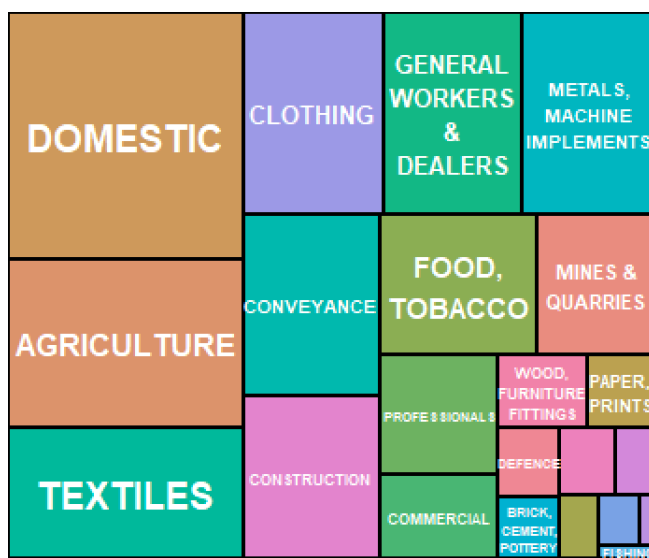 DOMESTIC
AGRICULTURE
TEXTILES
CLOTHING
GENERAL
WORKERS
&
DEALERS
METALS,
MACHINE
IMPLEMENTS
CONVEYANCE
FOOD,
TOBACCO
MINES &
QUARRIES
CONSTRUCTION
PROFESSIONALS
COMMERCIAL
WOOD,
FURNITURE
FITTINGS
PAPER,
PRINTS
DEFENCE
BRICK,
CEMENT,
POTTERY
FISHING